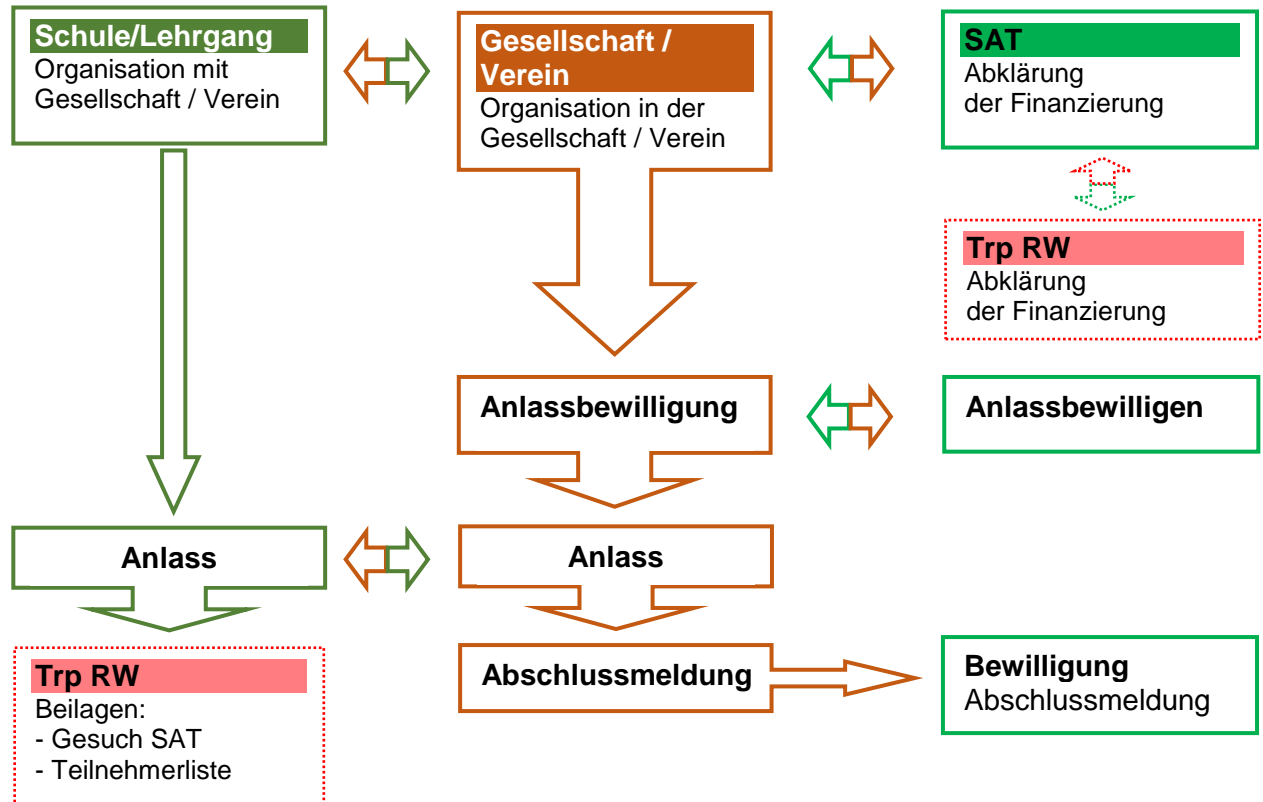 Schule/Lehrgang
Organisation mit
Gesellschaft / Verein
Gesellschaft /
Verein
Organisation in der
Gesellschaft / Verein
SAT
Abklärung
der Finanzierung
Trp RW
Abklärung
der Finanzierung
Anlassbewilligung
Anlassbewilligen
Anlass
Anlass
Trp RW
Beilagen:
- Gesuch SAT
- Teilnehmerliste
Abschlussmeldung
Bewilligung
Abschlussmeldung